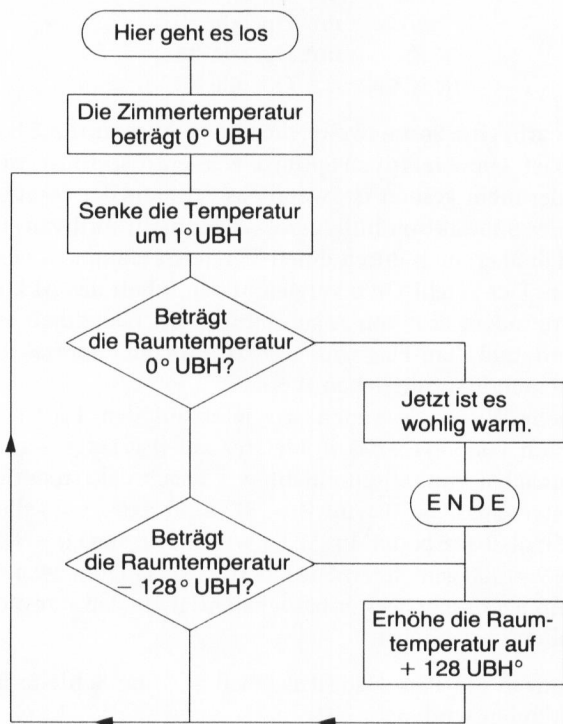 Hier geht es los
Die Zimmertemperatur
beträgt 0° UBH
Senke die Temperatur
um 1° UBH
Beträgt
die Raumtemperatur
0° UBH?
Jetzt ist es
wohlig warm.
E N D E
Beträgt
die Raumtemperatur
– 128° UBH?
Erhöhe die Raum-
temperatur auf
+ 128 UBH°